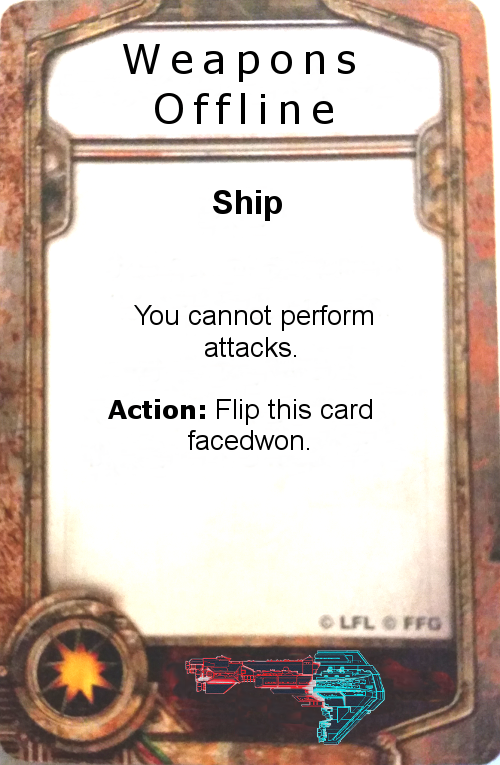 Weapons
Offline
Ship
You cannot perform
attacks.
Action: Flip this card
facedwon.
© LFL © FFG